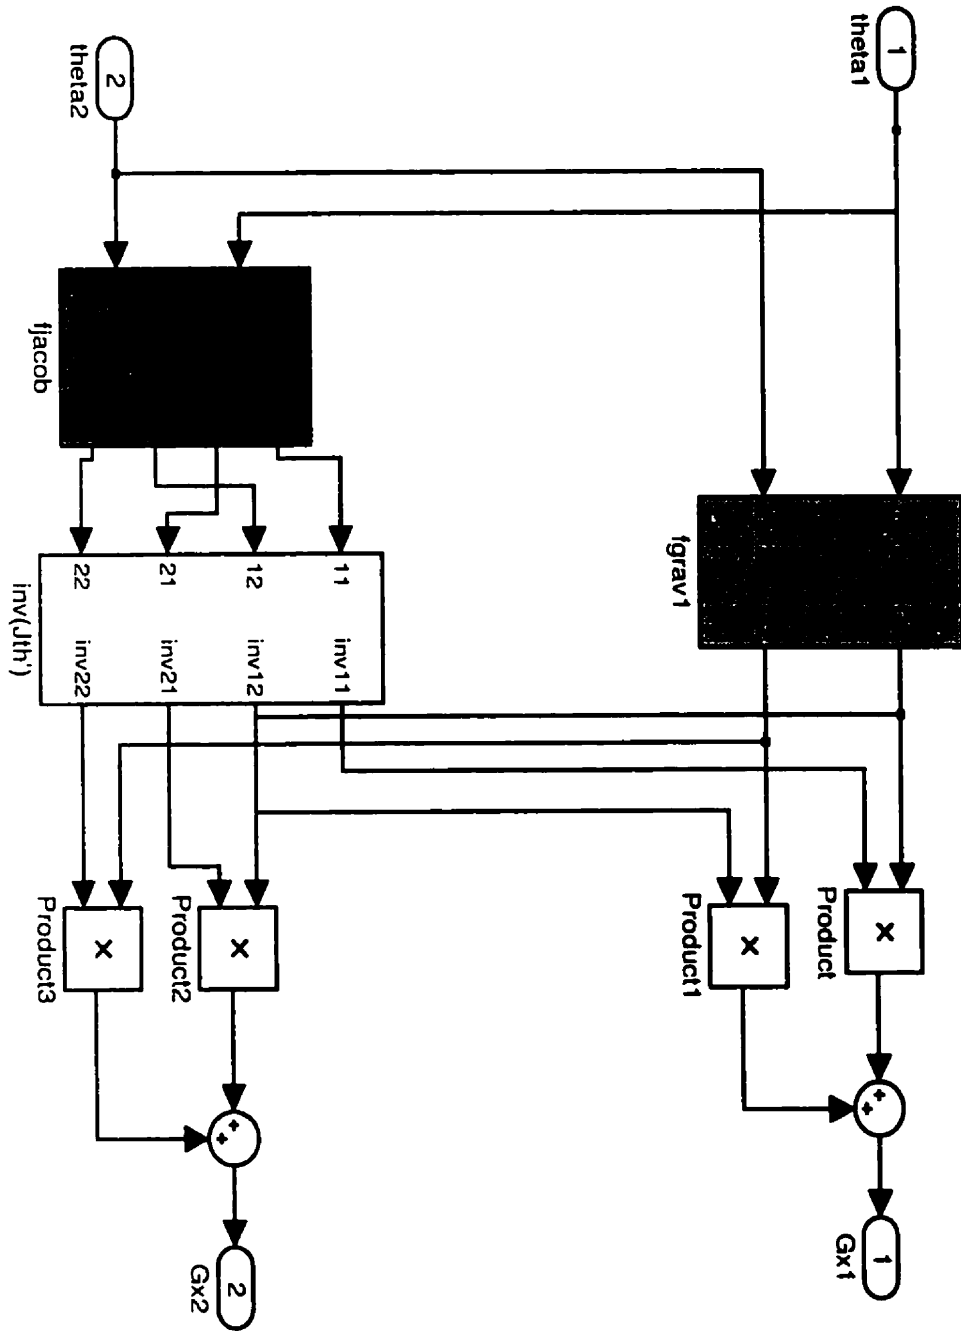 1
theta1
2
theta2
fjacob
fgrav1
11
12
21
22
inv11
inv12
inv21
inv22
inv(Jth')
x
Product
x
Product1
x
Product2
x
Product3
+
+
+
+
1
Gx1
2
Gx2